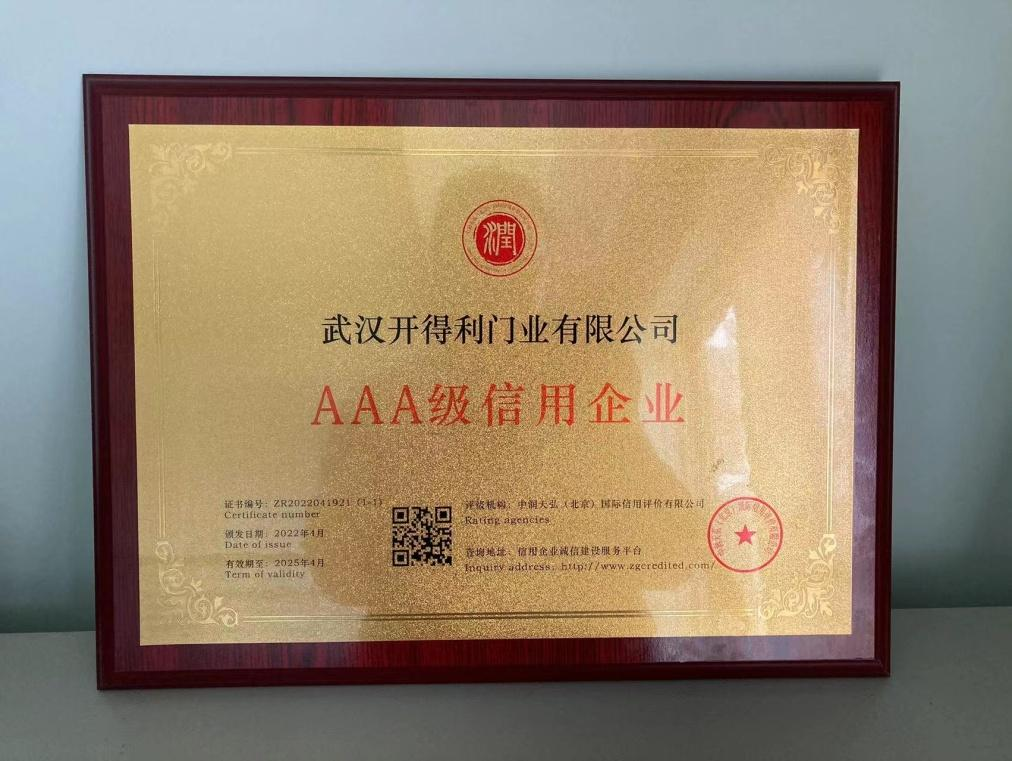 潤
武汉开得利门业有限公司
AAA级信用企业
证书编号：ZR2022041921（1-1）
Certificate number
颁发日期：2022年4月
Date of issue
有效期至：2025年4月
Term of validity
评级机构：中润天弘（北京）国际信用评价有限公司
Rating agencies
查询地址：信用企业诚信建设服务平台
Inquiry address: http://www.zgcredited.com/